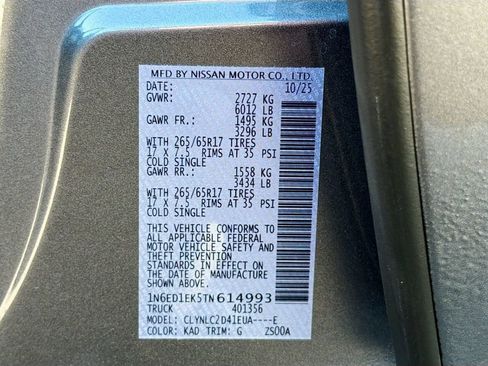 MFD BY NISSAN MOTOR CO., LTD.
DATE: 10/25
GVWR: 2727 KG
6012 LB
GAWR FR.: 1495 KG
3296 LB
WITH 265/65R17 TIRES
17 X 7.5 RIMS AT 35 PSI
COLD SINGLE
GAWR RR.: 1558 KG
3434 LB
WITH 265/65R17 TIRES
17 X 7.5 RIMS AT 35 PSI
COLD SINGLE
THIS VEHICLE CONFORMS TO
ALL APPLICABLE FEDERAL
MOTOR VEHICLE SAFETY AND
THEFT PREVENTION
STANDARDS IN EFFECT ON
THE DATE OF MANUFACTURE
SHOWN ABOVE.
1N6ED1EK5TN614993
TRUCK 401356
MODEL: CLYNLC2D41EUA----E
COLOR: KAD TRIM: G ZS00A